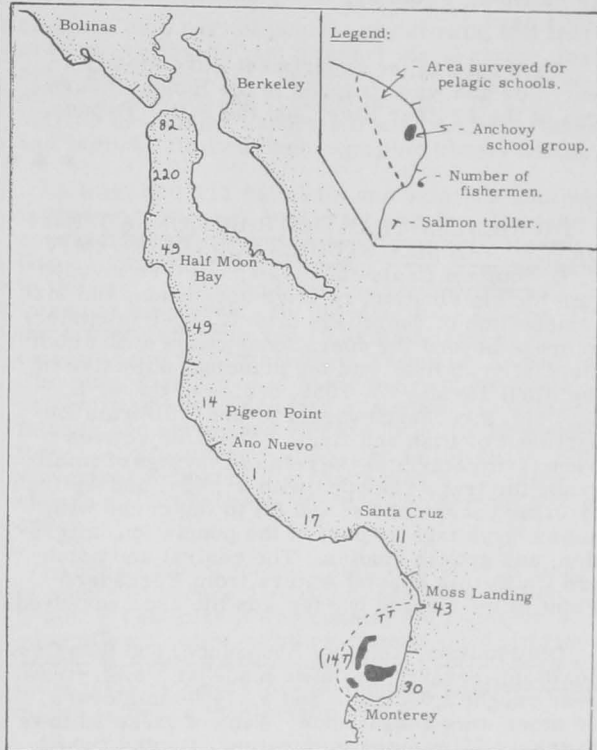 Bolinas
Berkeley
Legend:
- Area surveyed for
pelagic schools.
- Anchovy
school group.
- Number of
fishermen.
T - Salmon troller.
82
220
49
Half Moon
Bay
49
14
Pigeon Point
Ano Nuevo
1
17
Santa Cruz
11
Moss Landing
43
T T
(14T)
30
Monterey